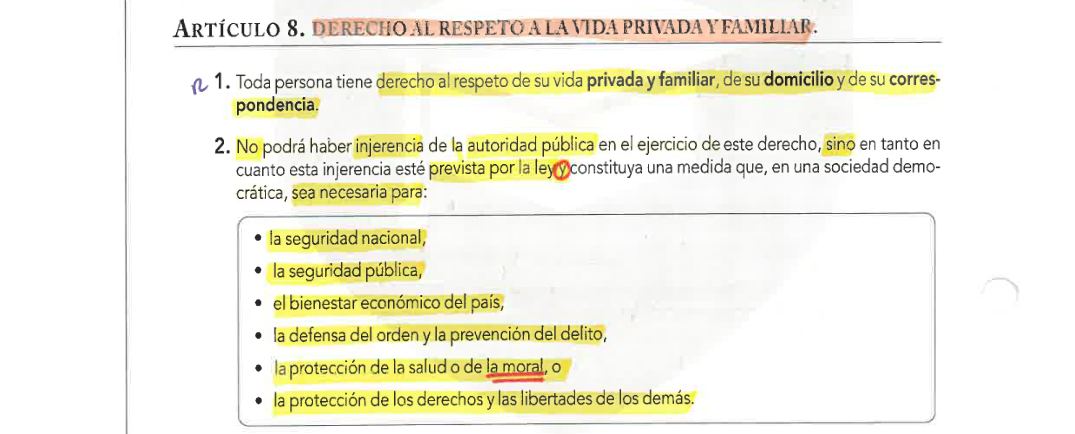 ARTÍCULO 8. DERECHO AL RESPETO A LA VIDA PRIVADA Y FAMILIAR.
1. Toda persona tiene derecho al respeto de su vida privada y familiar, de su domicilio y de su corres-
pondencia.
2. No podrá haber injerencia de la autoridad pública en el ejercicio de este derecho, sino en tanto en
cuanto esta injerencia esté prevista por la ley y constituya una medida que, en una sociedad demo-
crática, sea necesaria para:
• la seguridad nacional,
• la seguridad pública,
• el bienestar económico del país,
• la defensa del orden y la prevención del delito,
• la protección de la salud o de la moral, o
• la protección de los derechos y las libertades de los demás.